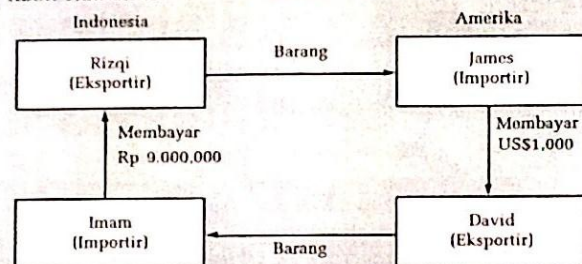 Indonesia
Amerika
Rizqi
(Eksportir)
Barang
James
(Importir)
Membayar
Rp 9.000,000
Mombayar
US$1,000
Imam
(Importir)
Barang
David
(Eksportir)